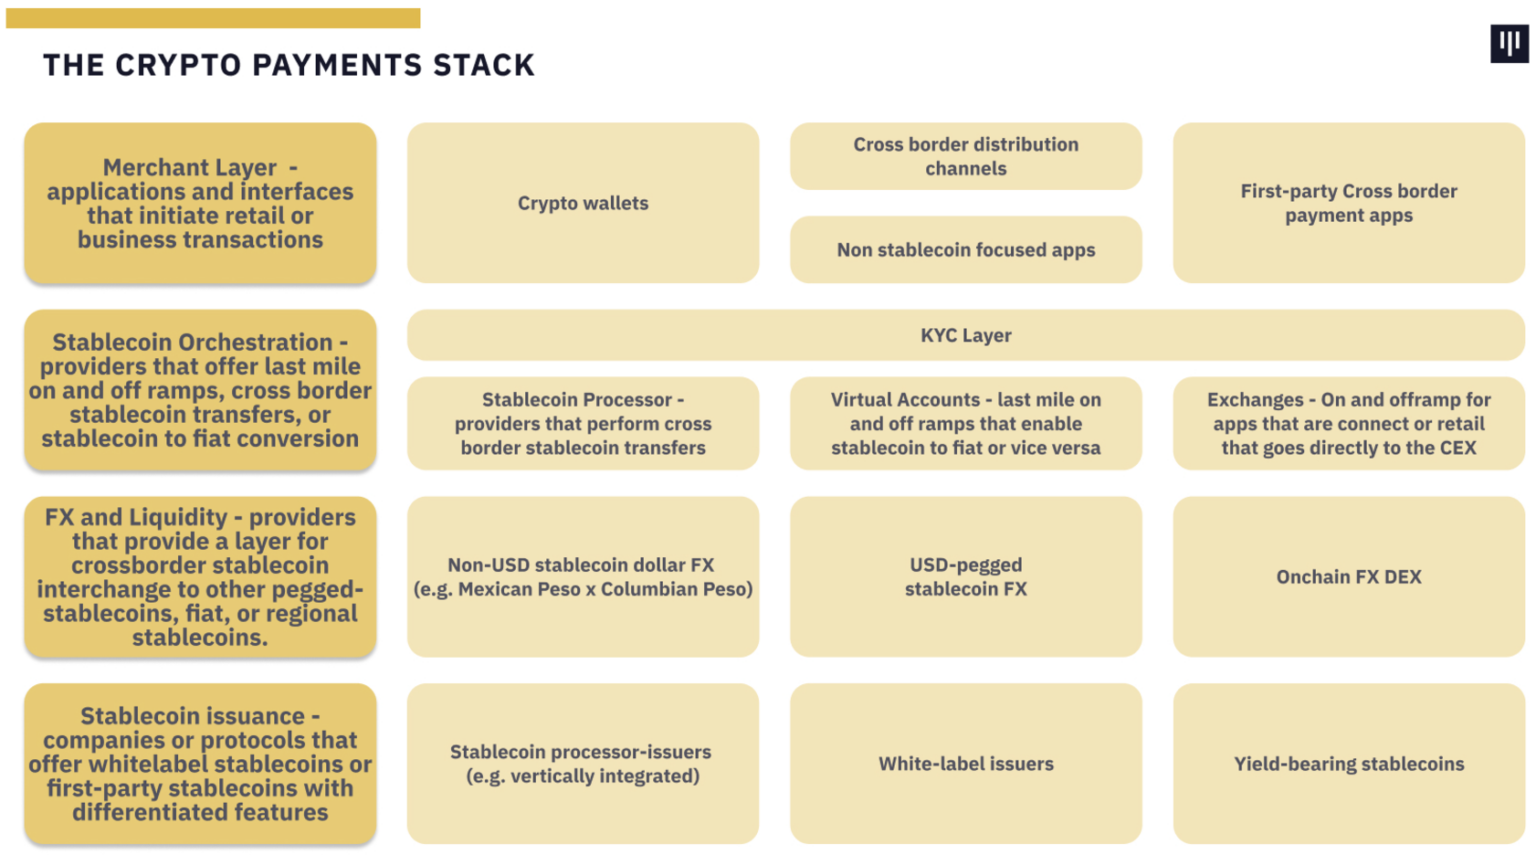 THE CRYPTO PAYMENTS STACK
Merchant Layer -
applications and interfaces
that initiate retail or
business transactions
Crypto wallets
Cross border distribution
channels
Non stablecoin focused apps
First-party Cross border
payment apps
Stablecoin Orchestration -
providers that offer last mile
on and off ramps, cross border
stablecoin transfers, or
stablecoin to fiat conversion
KYC Layer
Stablecoin Processor -
providers that perform cross
border stablecoin transfers
Virtual Accounts - last mile on
and off ramps that enable
stablecoin to fiat or vice versa
Exchanges - On and offramp for
apps that are connect or retail
that goes directly to the CEX
FX and Liquidity - providers
that provide a layer for
crossborder stablecoin
interchange to other pegged-
stablecoins, fiat, or regional
stablecoins.
Non-USD stablecoin dollar FX
(e.g. Mexican Peso x Columbian Peso)
USD-pegged
stablecoin FX
Onchain FX DEX
Stablecoin issuance -
companies or protocols that
offer whitelabel stablecoins or
first-party stablecoins with
differentiated features
Stablecoin processor-issuers
(e.g. vertically integrated)
White-label issuers
Yield-bearing stablecoins